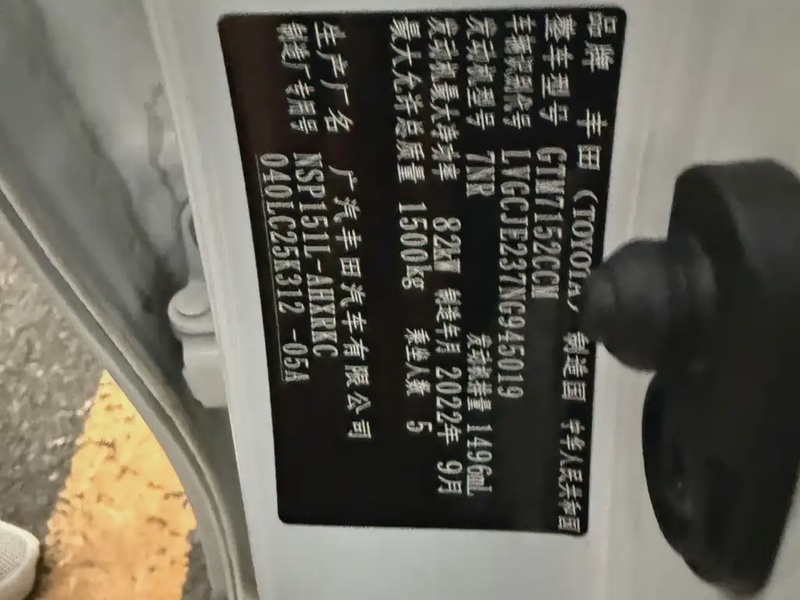 品牌 丰田 (TOYOTA) 制造国 中华人民共和国
整车型号 GTM7152CCM
车辆识别代号 LVGCJE237NG945019
发动机型号 7NR 发动机排量 1496mL
发动机最大净功率 82kW 制造年月 2022年 9月
最大允许总质量 1500kg 乘坐人数 5
生产厂名 广汽丰田汽车有限公司
制造厂专用号 NSP151L-AHXRKC
040LC25K312 -05A